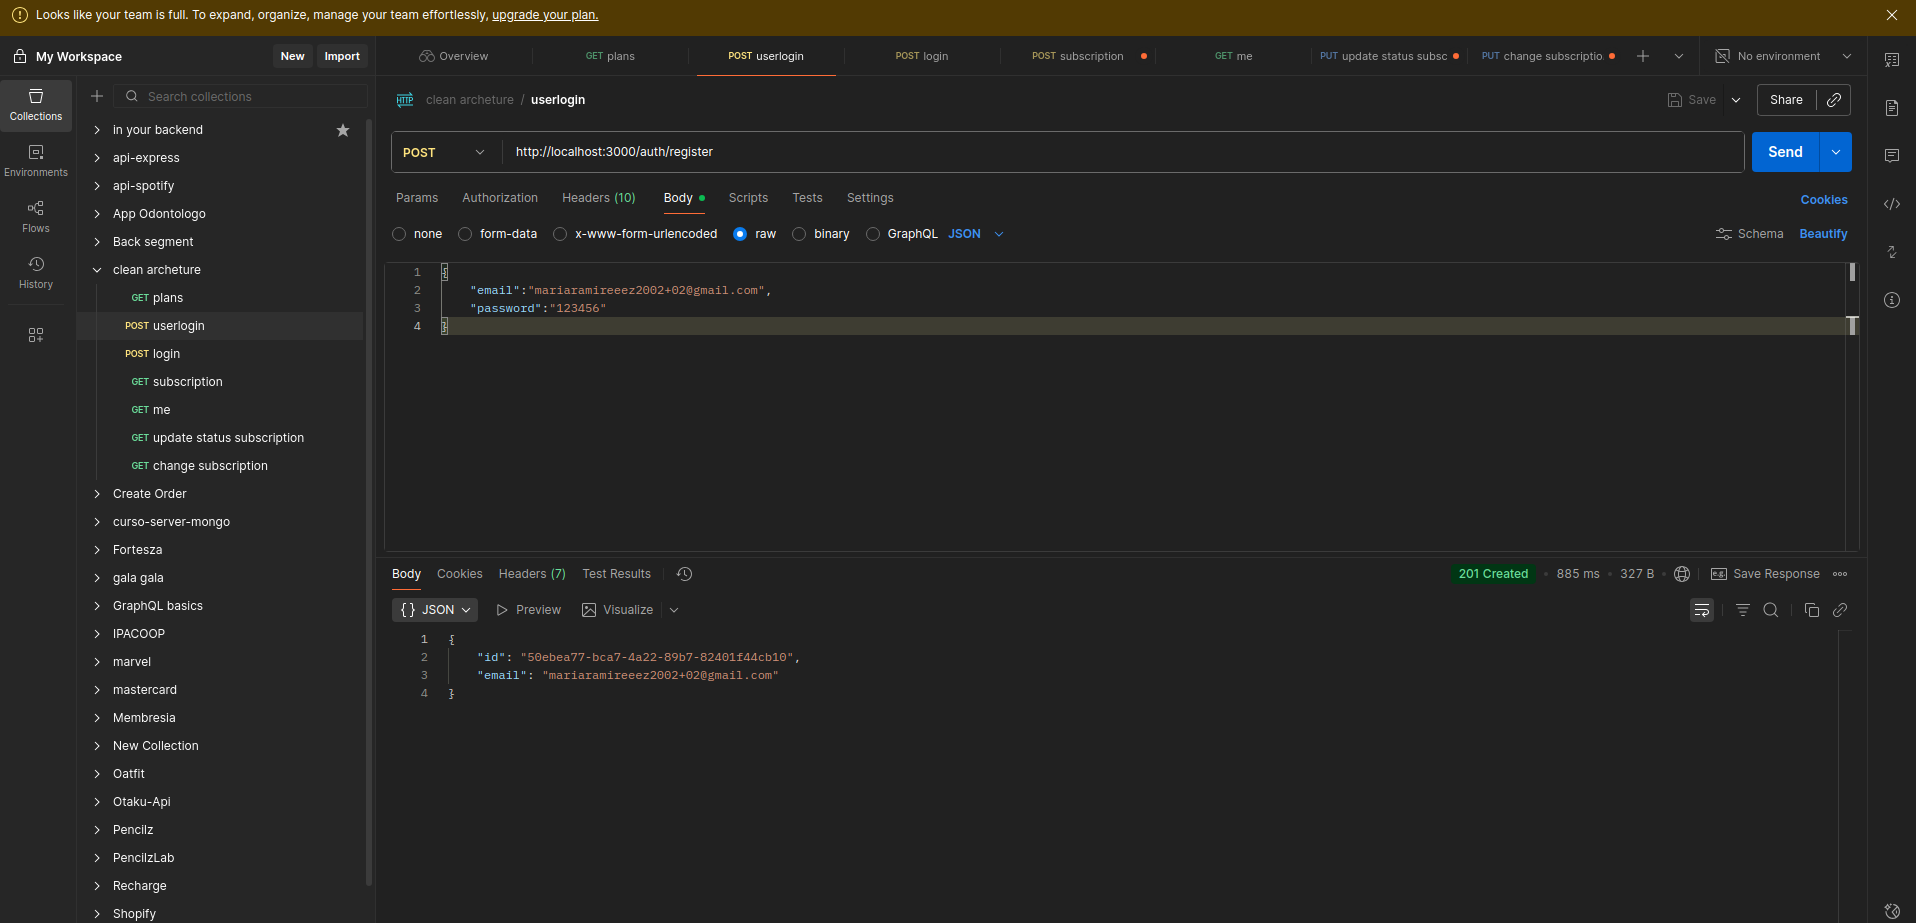 Looks like your team is full. To expand, organize, manage your team effortlessly, upgrade your plan.
My Workspace
New
Import
Overview
GET plans
POST userlogin
POST login
POST subscription
GET me
PUT update status subsc
PUT change subscriptio
No environment
Collections
Environments
Flows
History
Search collections
in your backend
api-express
api-spotify
App Odontologo
Back segment
clean archeture
GET plans
POST userlogin
POST login
GET subscription
GET me
GET update status subscription
GET change subscription
Create Order
curso-server-mongo
Fortesza
gala gala
GraphQL basics
IPACOOP
marvel
mastercard
Membresia
New Collection
Oatfit
Otaku-Api
Pencilz
PencilzLab
Recharge
Shopify
HTTP clean archeture / userlogin
Save
Share
POST
http://localhost:3000/auth/register
Send
Params
Authorization
Headers (10)
Body
Scripts
Tests
Settings
Cookies
none
form-data
x-www-form-urlencoded
raw
binary
GraphQL
JSON
Schema
Beautify
1 {
2 "email":"mariaramireeez2002+02@gmail.com",
3 "password":"123456"
4 }
Body
Cookies
Headers (7)
Test Results
201 Created
885 ms
327 B
e.g. Save Response
{} JSON
Preview
Visualize
1 {
2 "id": "50ebea77-bca7-4a22-89b7-82401f44cb10",
3 "email": "mariaramireeez2002+02@gmail.com"
4 }